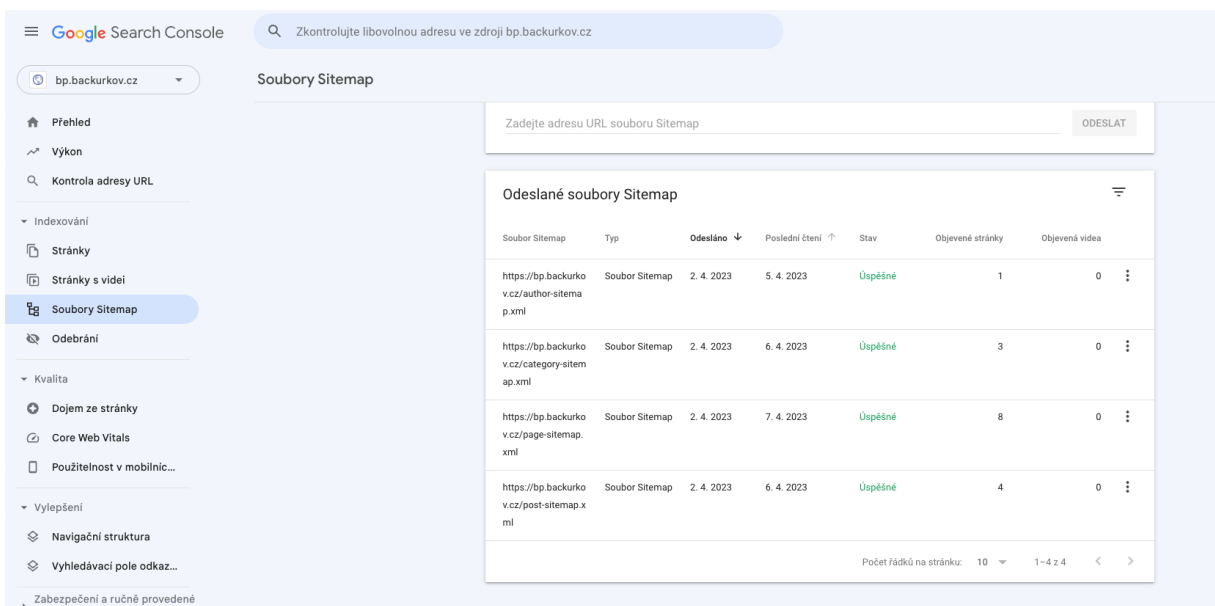 Google Search Console
Zkontrolujte libovolnou adresu ve zdroji bp.backurkov.cz
bp.backurkov.cz
Soubory Sitemap
Přehled
Výkon
Kontrola adresy URL
Indexování
Stránky
Stránky s videi
Soubory Sitemap
Odebrání
Kvalita
Dojem ze stránky
Core Web Vitals
Použitelnost v mobilníc...
Vylepšení
Navigační struktura
Vyhledávací pole odkaz...
Zabezpečení a ručně provedené
Zadejte adresu URL souboru Sitemap
ODESLAT
Odeslané soubory Sitemap
Soubor Sitemap Typ Odesláno Poslední čtení Stav Objevené stránky Objevená videa
https://bp.backurko Soubor Sitemap 2. 4. 2023 5. 4. 2023 Úspěšné 1 0
v.cz/author-sitema
p.xml
https://bp.backurko Soubor Sitemap 2. 4. 2023 6. 4. 2023 Úspěšné 3 0
v.cz/category-sitem
ap.xml
https://bp.backurko Soubor Sitemap 2. 4. 2023 7. 4. 2023 Úspěšné 8 0
v.cz/page-sitemap.
xml
https://bp.backurko Soubor Sitemap 2. 4. 2023 6. 4. 2023 Úspěšné 4 0
v.cz/post-sitemap.x
ml
Počet řádků na stránku: 10 1–4 z 4